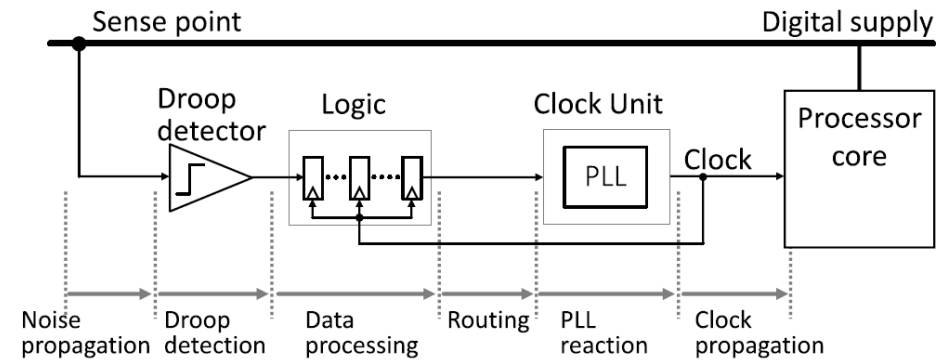 Sense point
Digital supply
Droop
detector
Logic
Clock Unit
Processor
core
PLL
Clock
Noise
propagation
Droop
detection
Data
processing
Routing
PLL
reaction
Clock
propagation